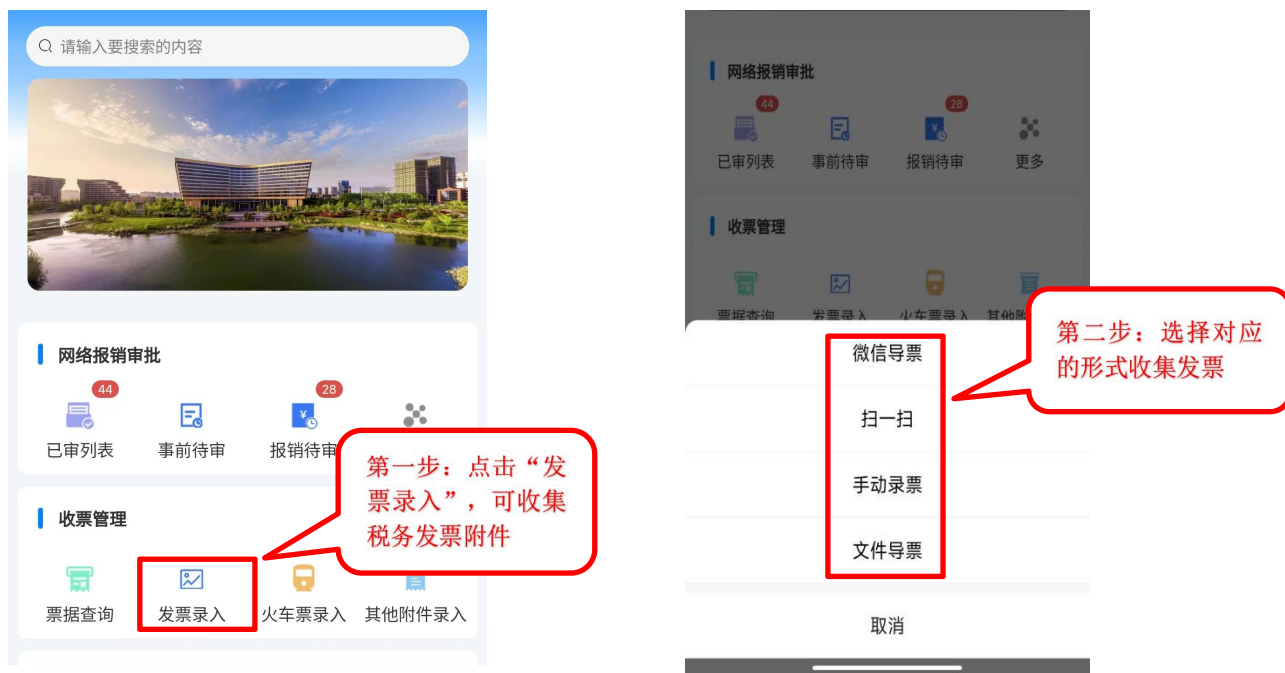 请输入要搜索的内容
网络报销审批
44
28
已审列表
事前待审
报销待审
第一步：点击“发
票录入”，可收集
税务发票附件
收票管理
票据查询
发票录入
火车票录入
其他附件录入
网络报销审批
44
28
已审列表
事前待审
报销待审
更多
收票管理
票据查询
发票录入
火车票录入
其他附
第二步：选择对应
的形式收集发票
微信导票
扫一扫
手动录票
文件导票
取消